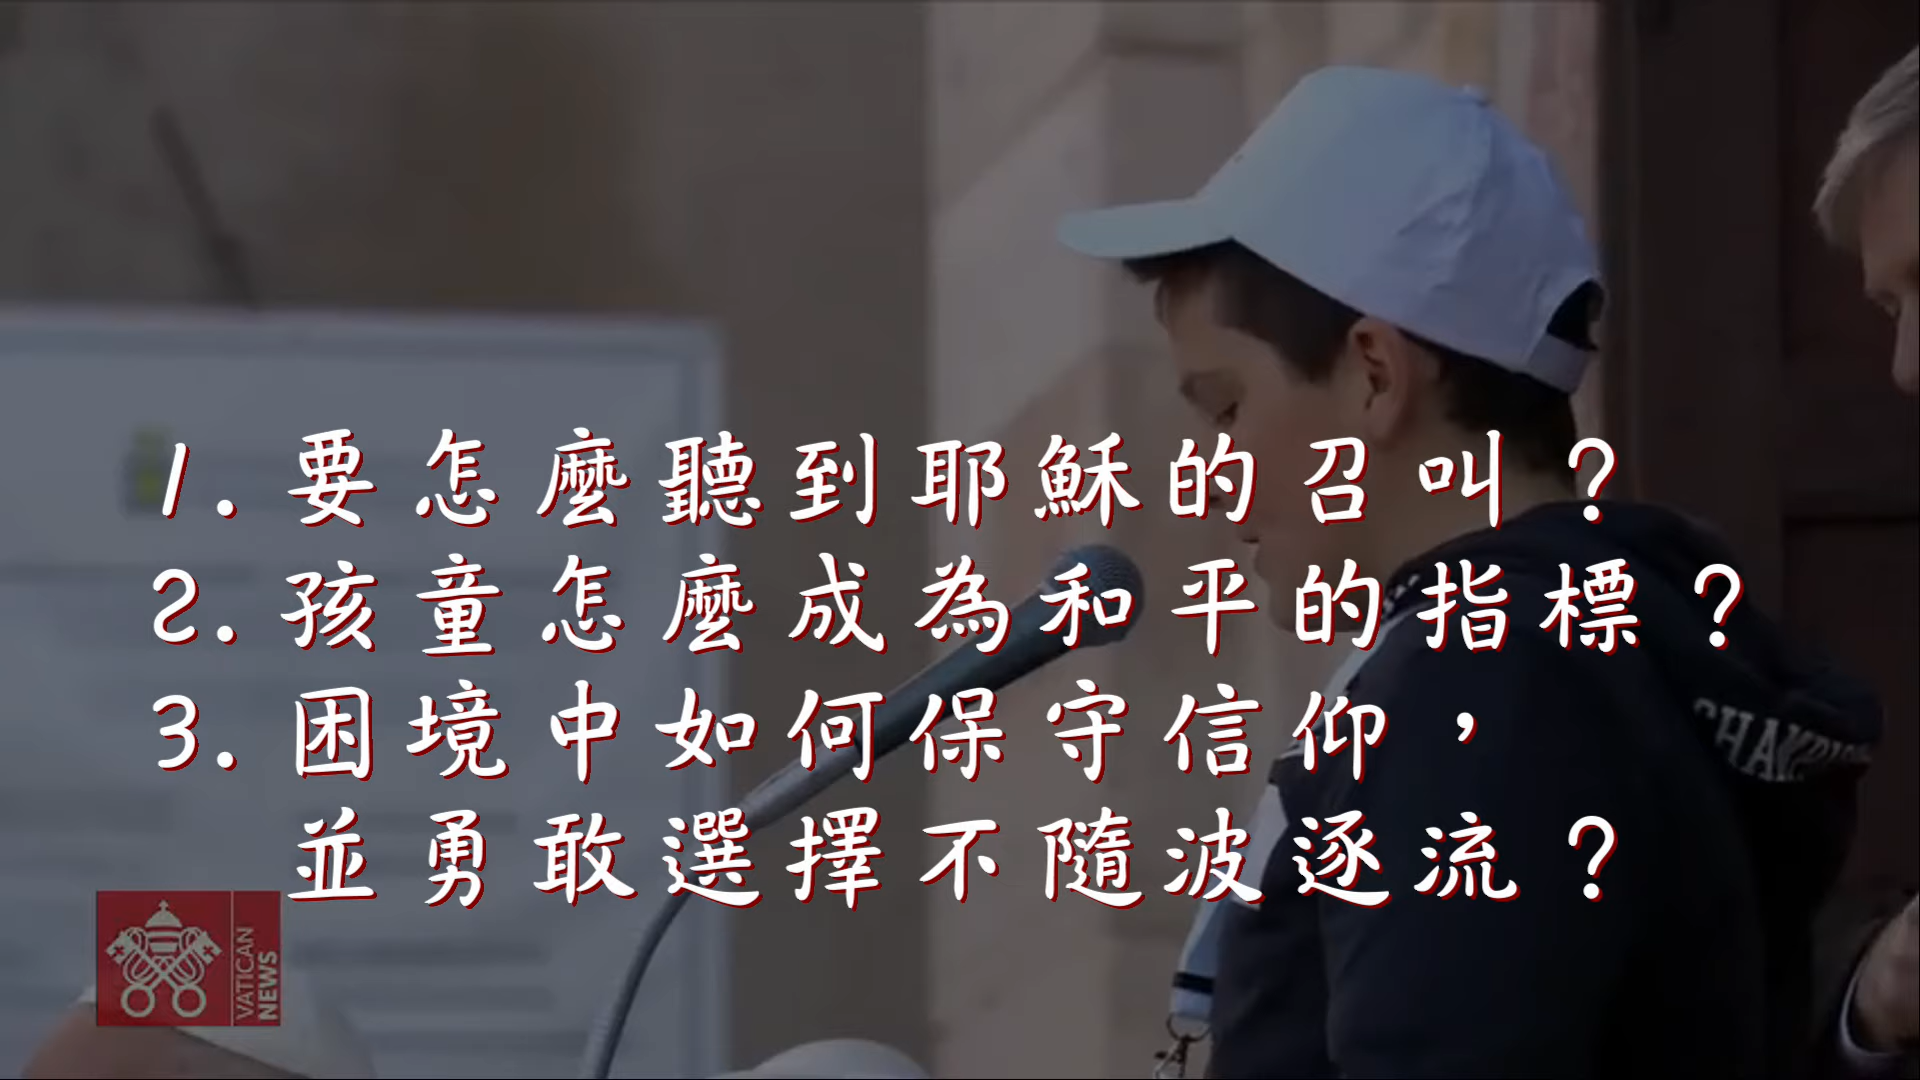 1.要怎麼聽到耶穌的召叫？
2.孩童怎麼成為和平的指標？
3.困境中如何保守信仰，
並勇敢選擇不隨波逐流？
VATICAN
NEWS